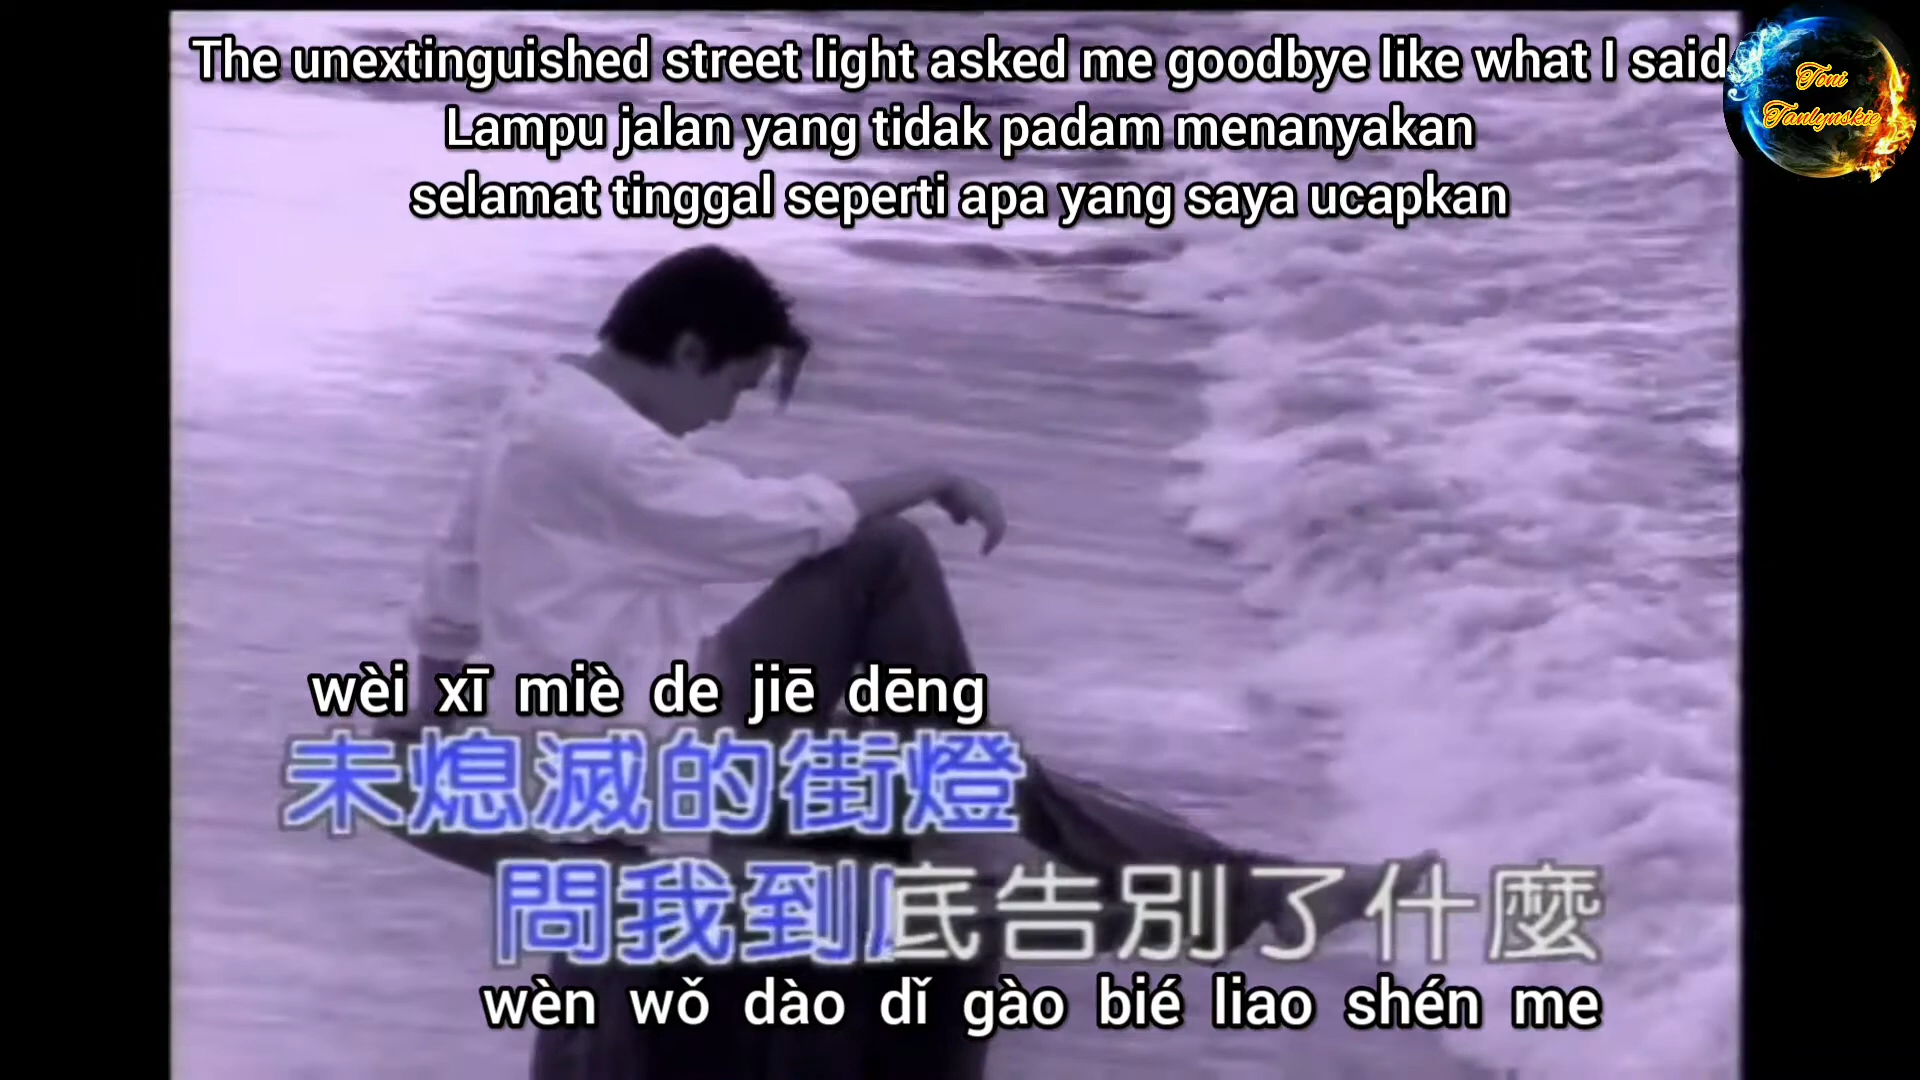 The unextinguished street light asked me goodbye like what I said
Lampu jalan yang tidak padam menanyakan
selamat tinggal seperti apa yang saya ucapkan
Toni
Tanlynskie
wèi xī miè de jiē dēng
未熄滅的街燈
問我到底告別了什麼
wèn wǒ dào dǐ gào bié liao shén me